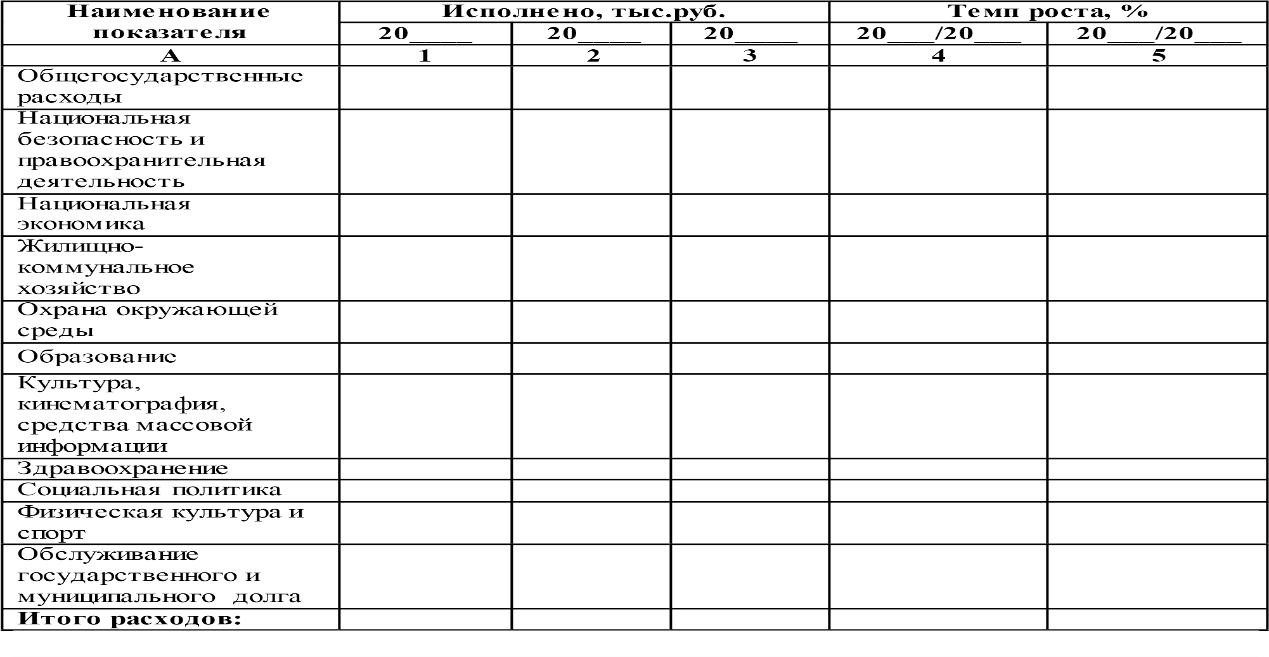 Наименование
показателя
Исполнено, тыс.руб.
Темп роста, %
20____
20____
20____
20___/20___
20___/20___
А
1
2
3
4
5
Общегосударственные
расходы
Национальная
безопасность и
правоохранительная
деятельность
Национальная
экономика
Жилищно-
коммунальное
хозяйство
Охрана окружающей
среды
Образование
Культура,
кинематография,
средства массовой
информации
Здравоохранение
Социальная политика
Физическая культура и
спорт
Обслуживание
государственного и
муниципального долга
Итого расходов: